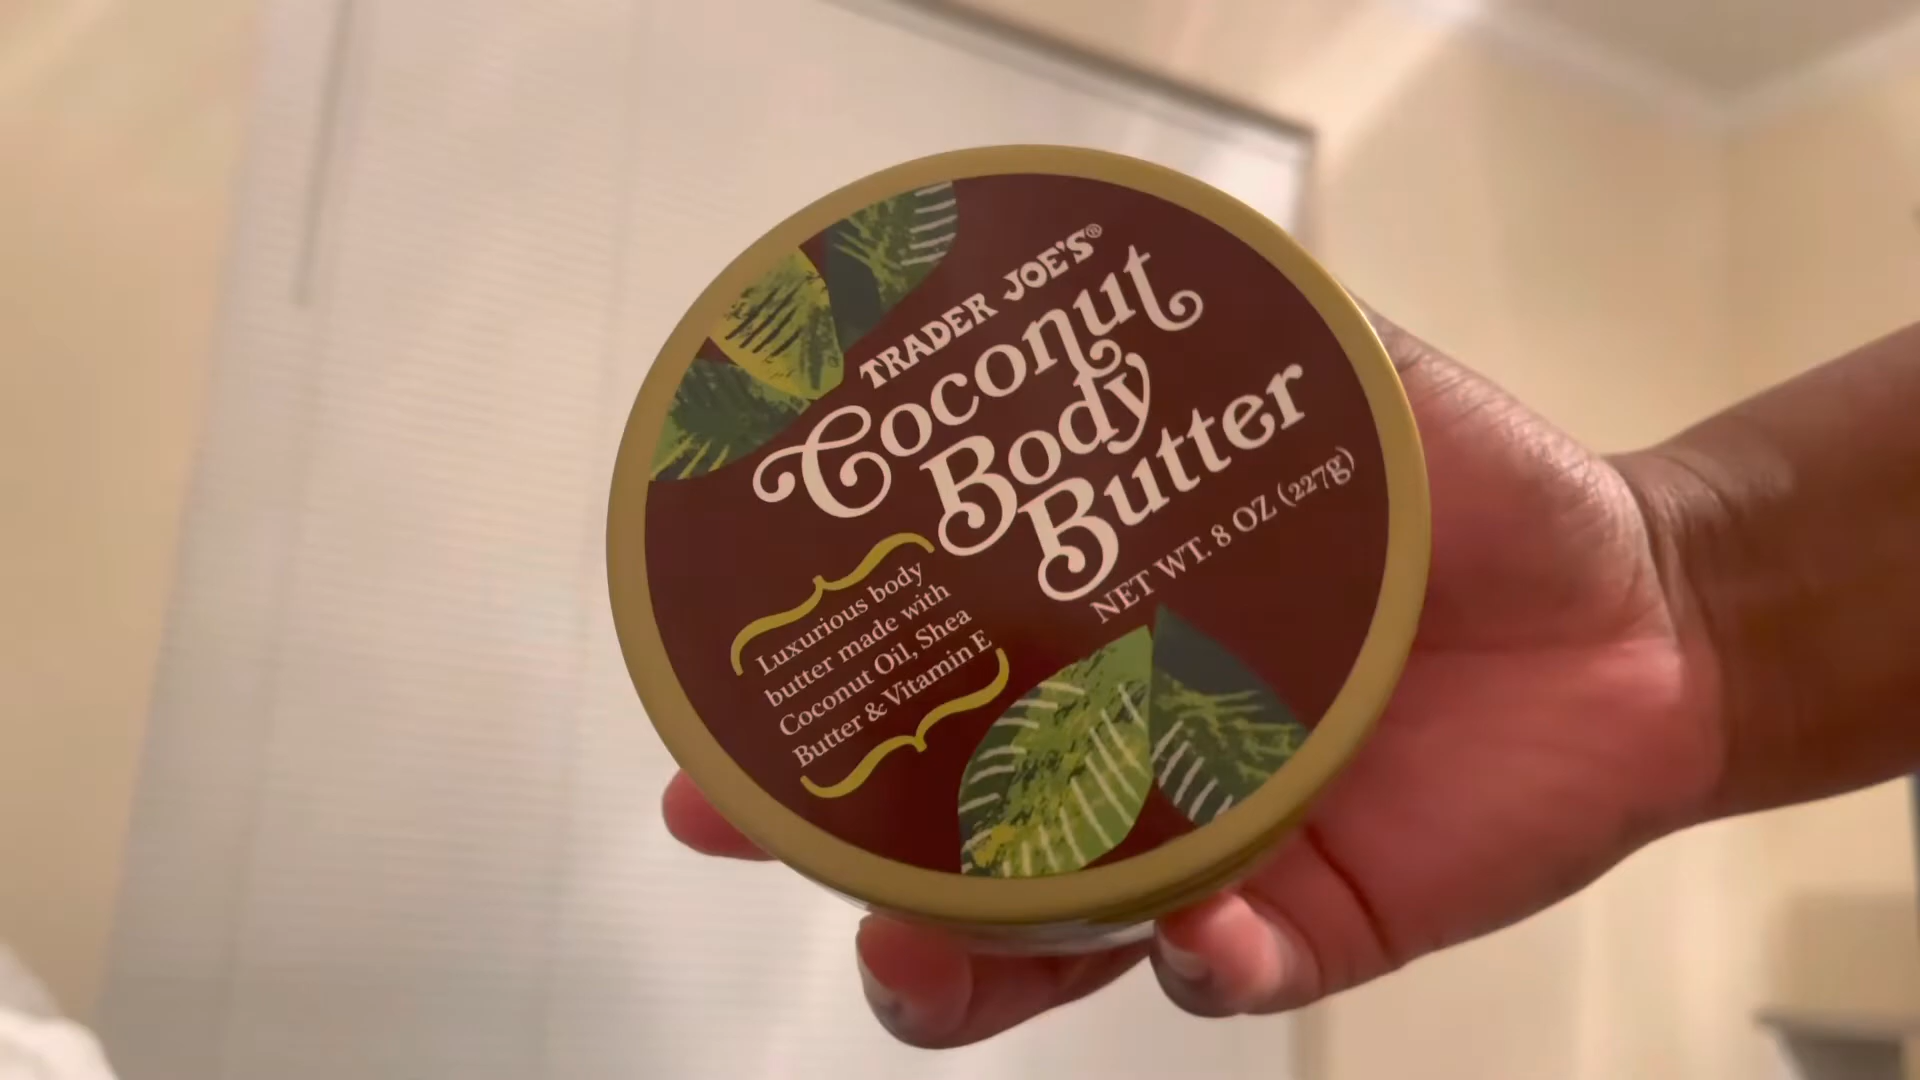 TRADER JOE'S®
Coconut
Body
Butter
NET WT. 8 OZ (227g)
Luxurious body
butter made with
Coconut Oil, Shea
Butter & Vitamin E